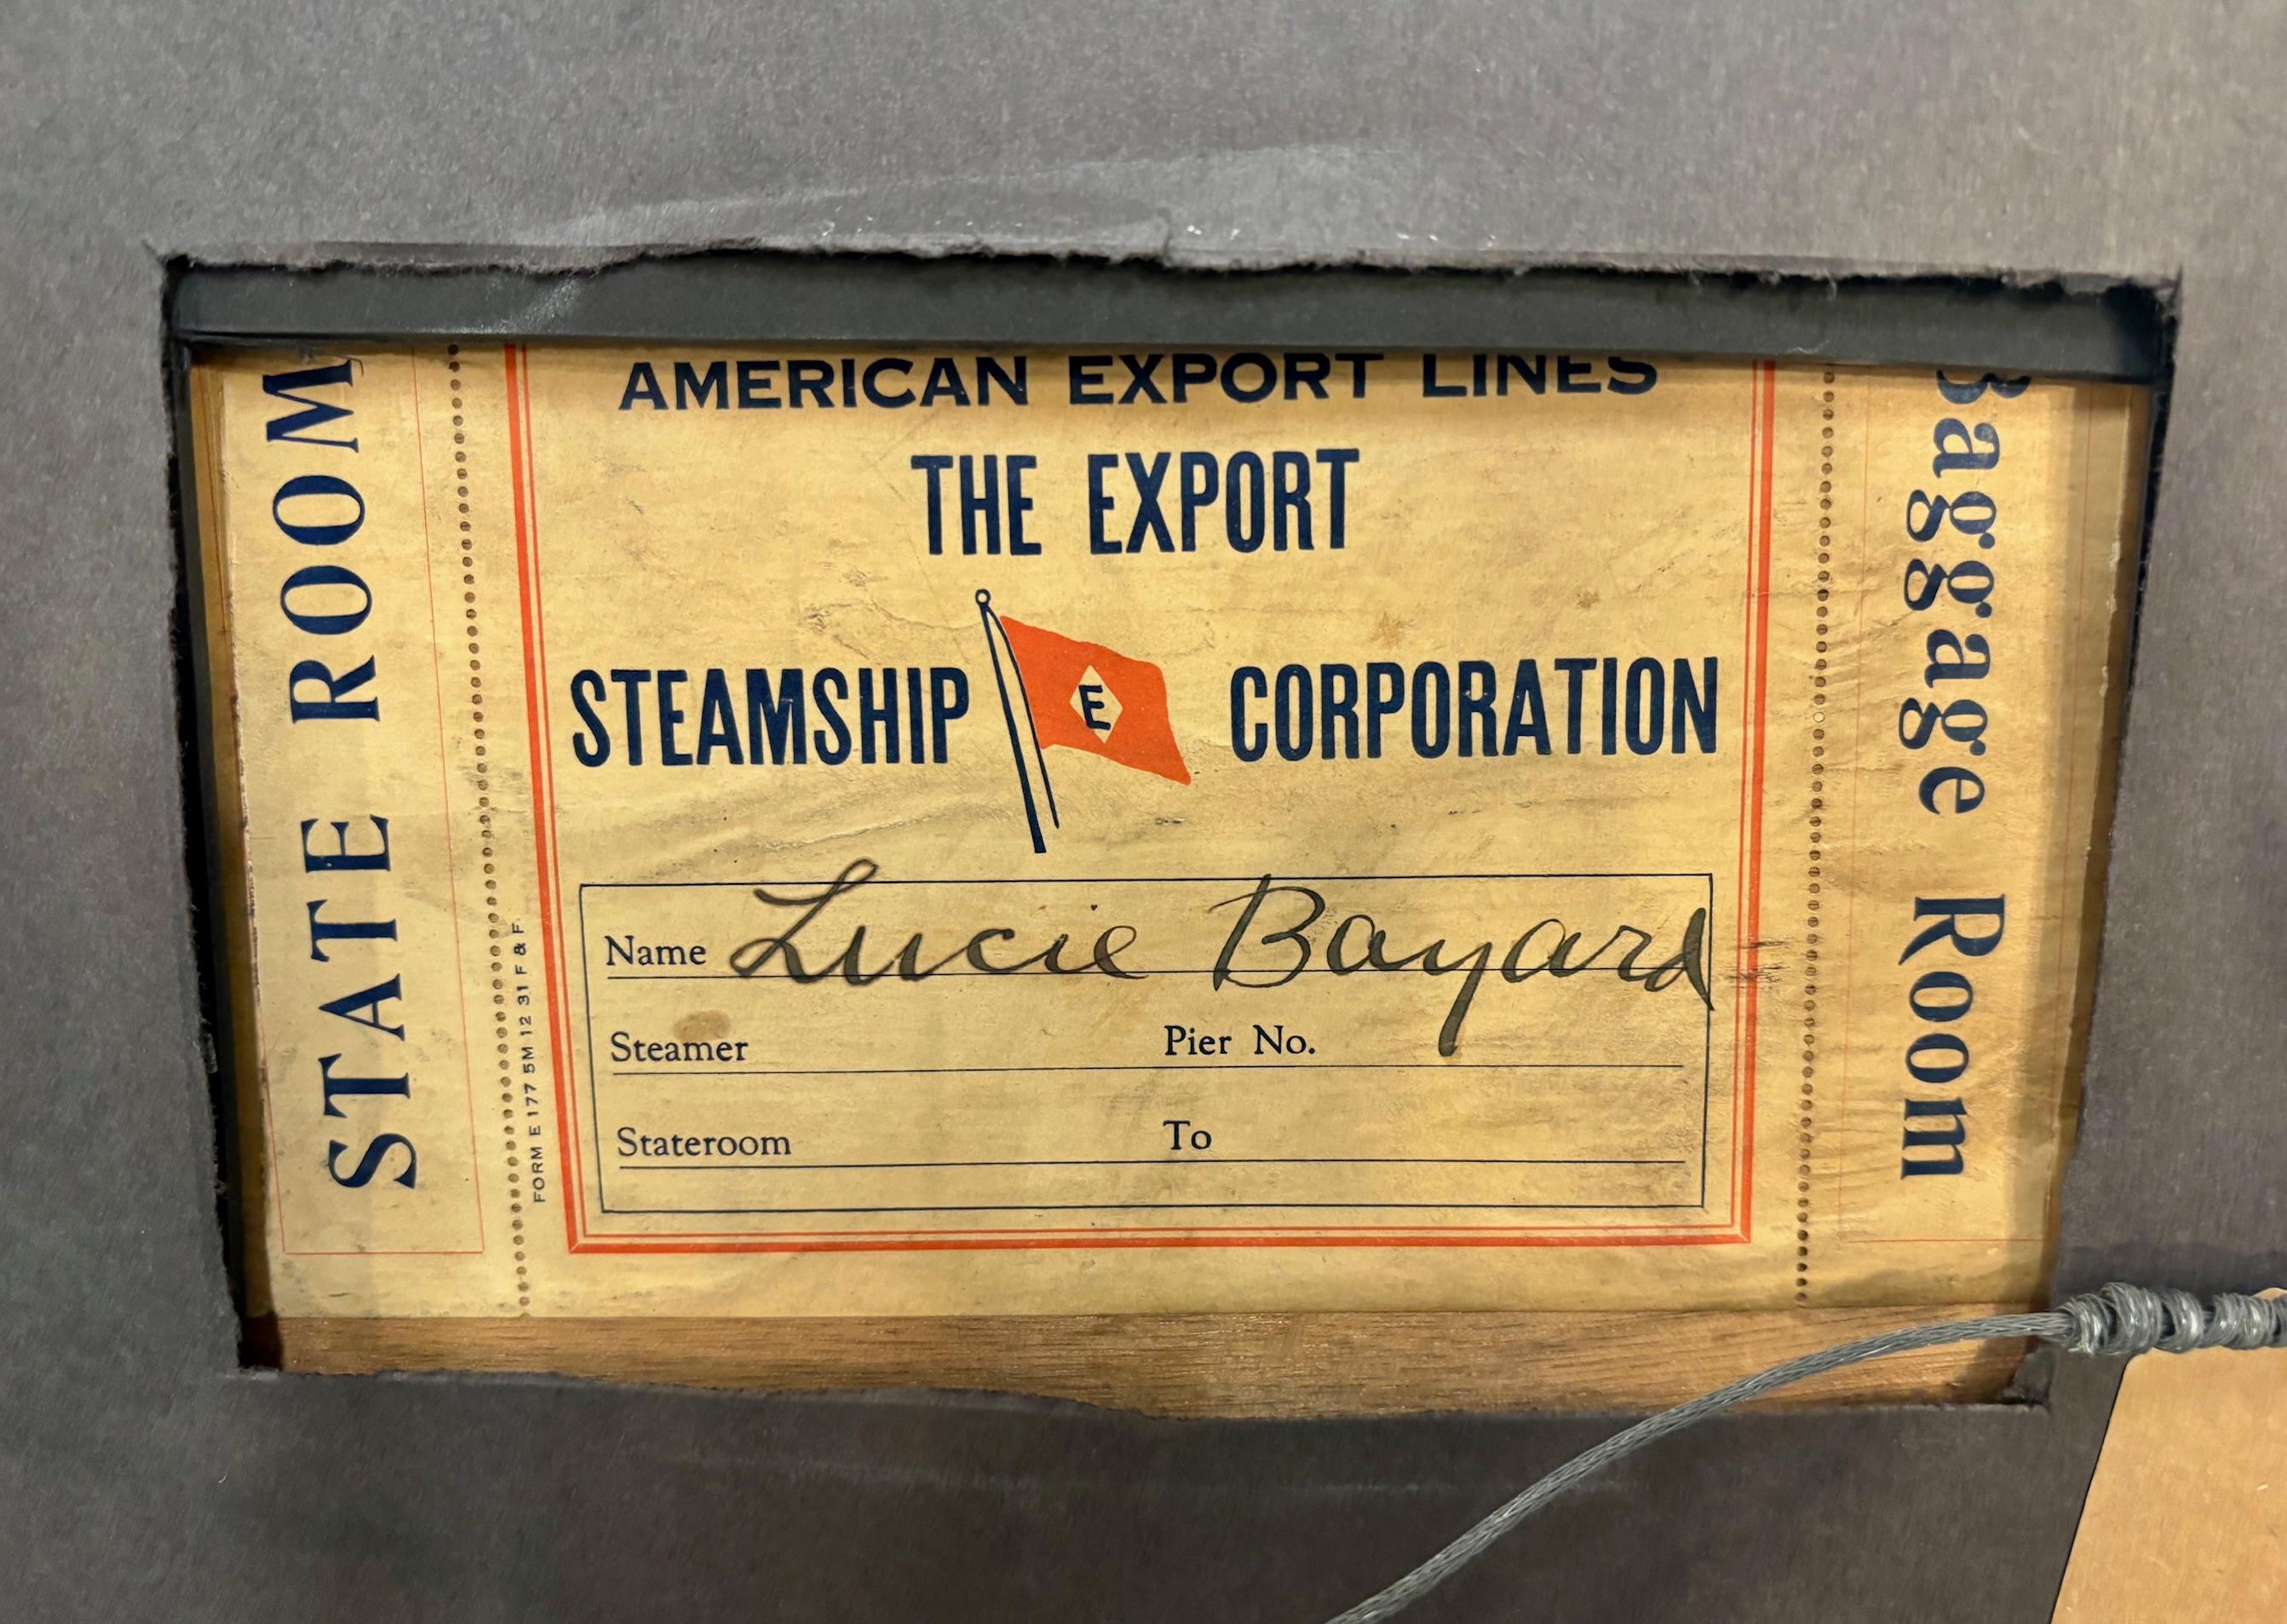 STATE ROOM
AMERICAN EXPORT LINES
THE EXPORT
STEAMSHIP E CORPORATION
Name Lucie Bayard
Steamer Pier No.
Stateroom To
FORM E 177 5M 12 31 F & F.
Baggage Room